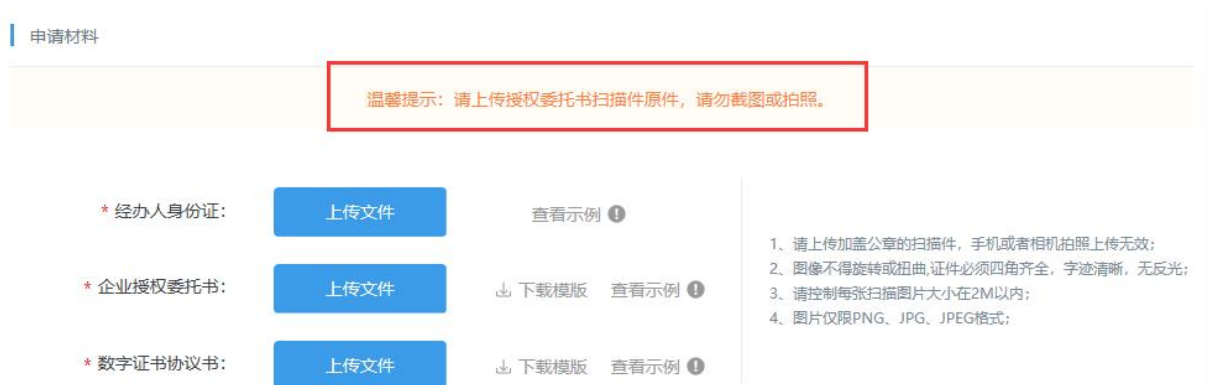 申请材料
温馨提示：请上传授权委托书扫描件原件，请勿截图或拍照。
* 经办人身份证： 上传文件 查看示例
* 企业授权委托书： 上传文件 下载模版 查看示例
* 数字证书协议书： 上传文件 下载模版 查看示例
1、请上传加盖公章的扫描件，手机或者相机拍照上传无效；
2、图像不得旋转或扭曲,证件必须四角齐全，字迹清晰，无反光；
3、请控制每张扫描图片大小在2M以内；
4、图片仅限PNG、JPG、JPEG格式；